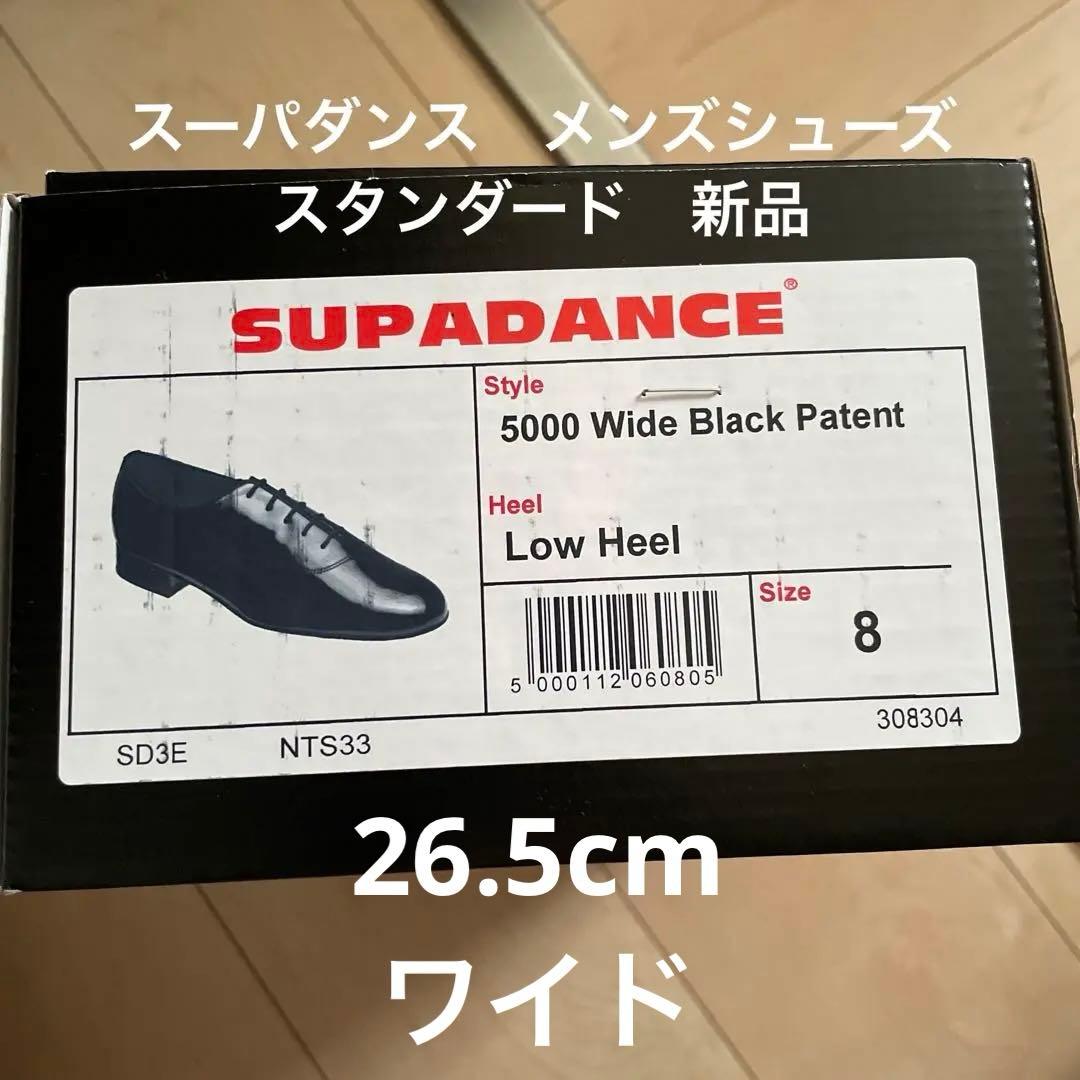 スーパダンス　メンズシューズ
スタンダード　新品
SUPADANCE®
Style
5000 Wide Black Patent
Heel
Low Heel
Size
8
5 000112 060805
308304
SD3E NTS33
26.5cm
ワイド